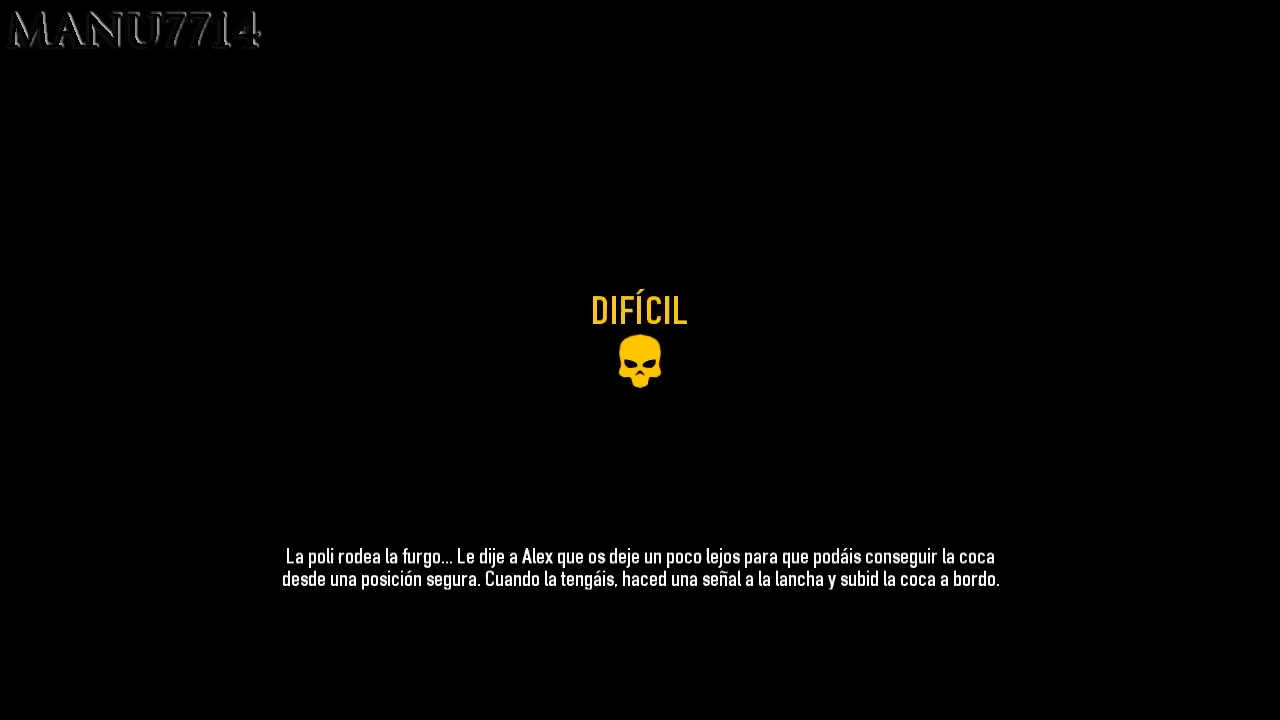 MANU7714
DIFÍCIL
La poli rodea la furgo... Le dije a Alex que os deje un poco lejos para que podáis conseguir la coca
desde una posición segura. Cuando la tengáis, haced una señal a la lancha y subid la coca a bordo.